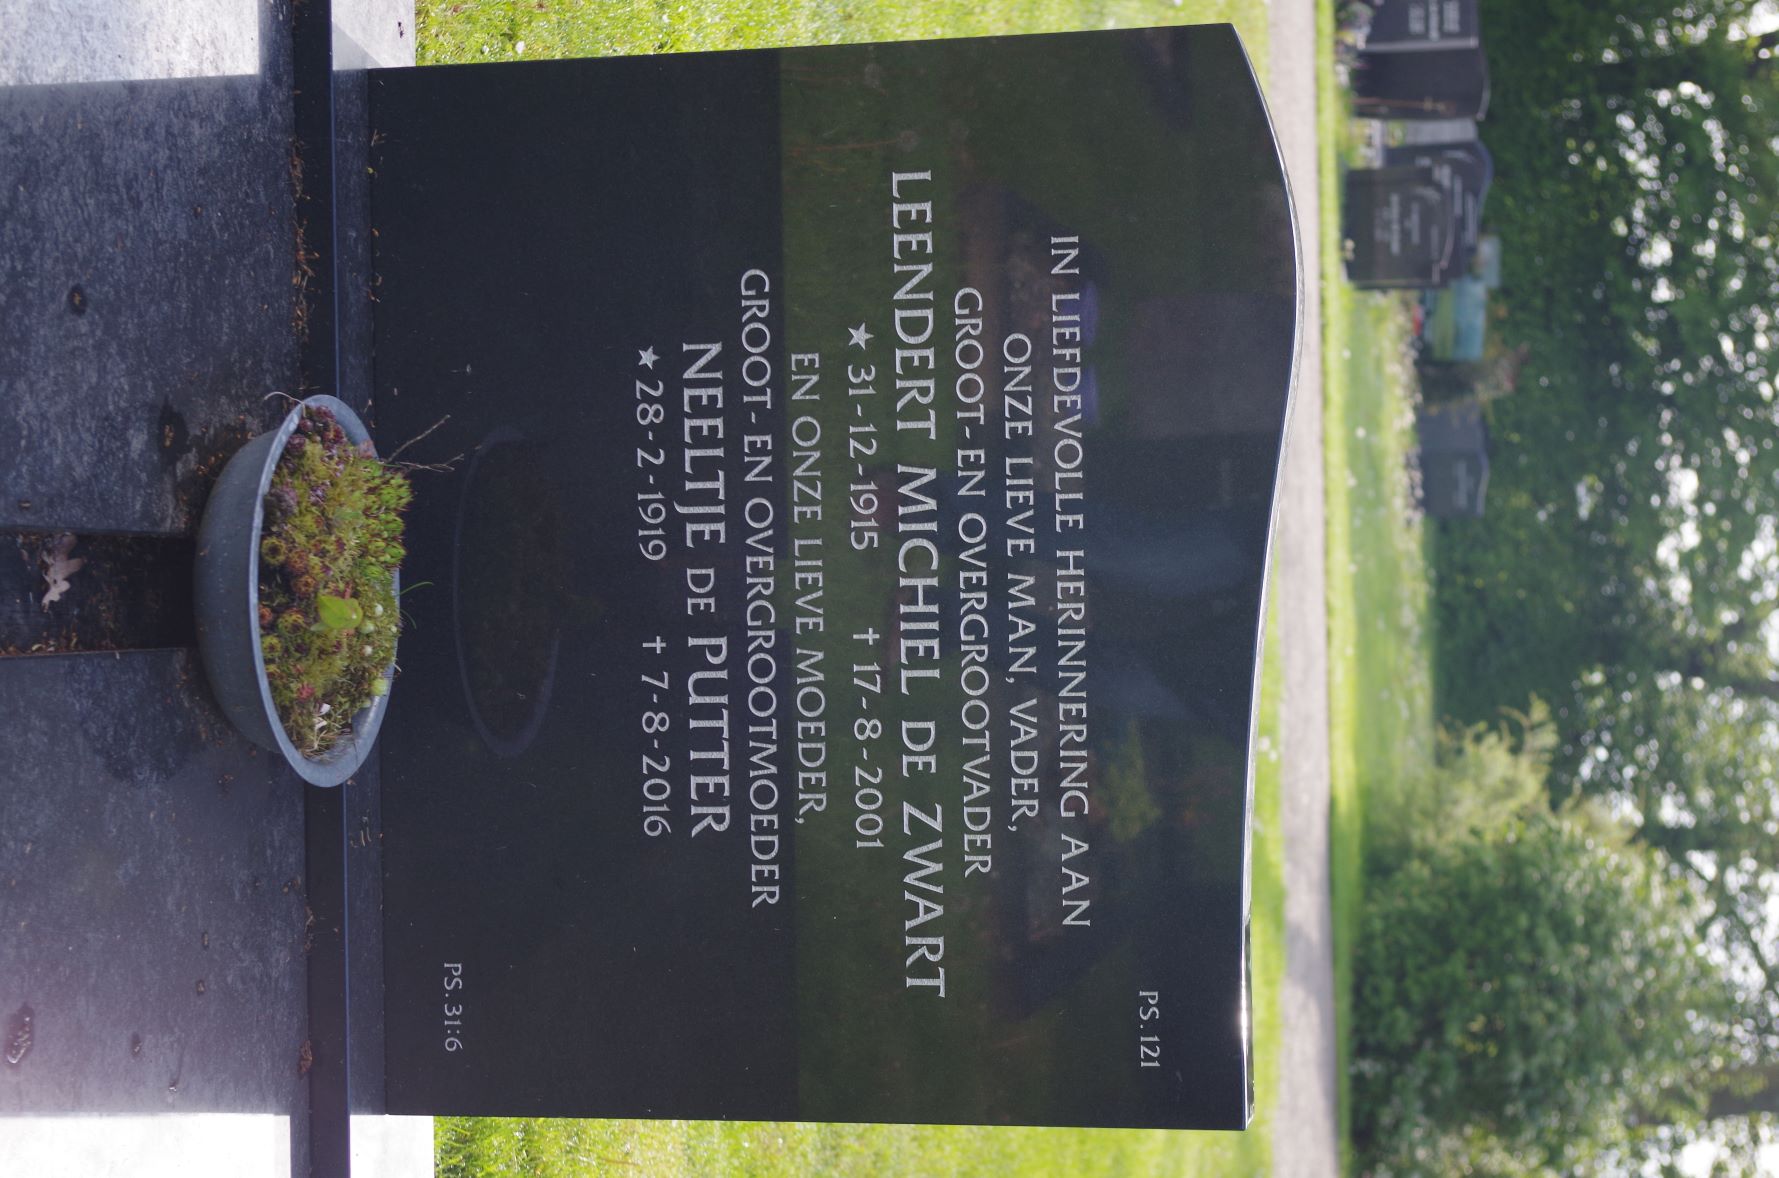 PS. 121
IN LIEFDEVOLLE HERINNERING AAN
ONZE LIEVE MAN, VADER,
GROOT- EN OVERGROOTVADER
LEENDERT MICHIEL DE ZWART
★ 31-12-1915 † 17-8-2001
EN ONZE LIEVE MOEDER,
GROOT- EN OVERGROOTMOEDER
NEELTJE DE PUTTER
★ 28-2-1919 † 7-8-2016
PS. 31:6